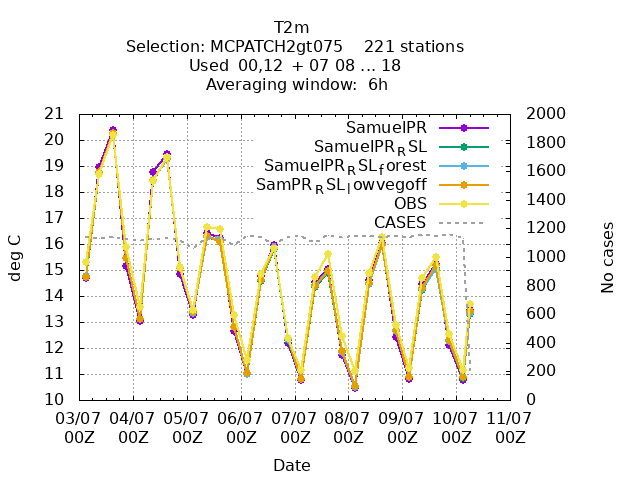 T2m
Selection: MCPATCH2gt075    221 stations
Used  00,12  + 07 08 ... 18
Averaging window:  6h
deg C
No cases
21
20
19
18
17
16
15
14
13
12
11
10
2000
1800
1600
1400
1200
1000
800
600
400
200
0
SamuelPR
SamuelPR_RSL
SamuelPR_RSL_forest
SamPR_RSL_lowvegoff
OBS
CASES
03/07 04/07 05/07 06/07 07/07 08/07 09/07 10/07 11/07
00Z 00Z 00Z 00Z 00Z 00Z 00Z 00Z 00Z
Date